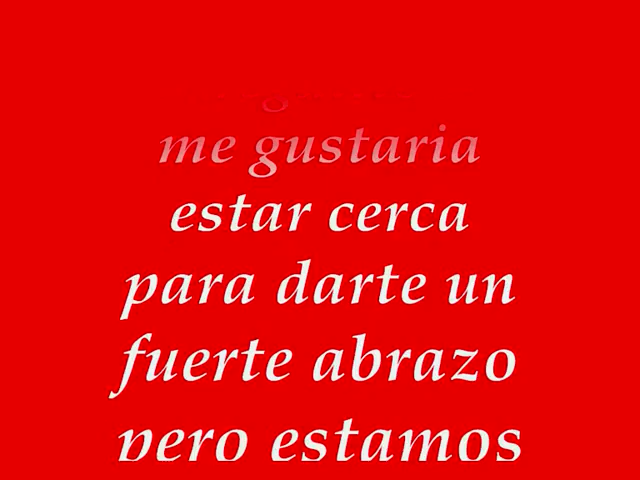 me gustaria
estar cerca
para darte un
fuerte abrazo
pero estamos